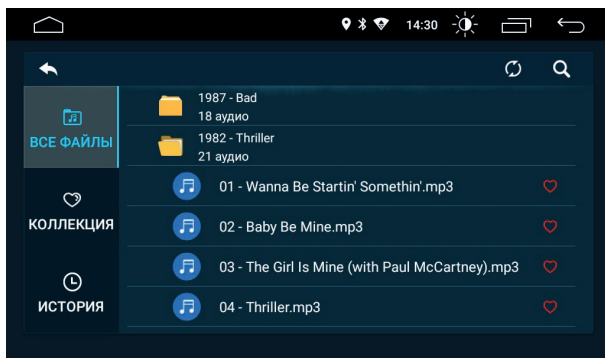 14:30
1987 - Bad
18 аудио
ВСЕ ФАЙЛЫ
1982 - Thriller
21 аудио
01 - Wanna Be Startin' Somethin'.mp3
КОЛЛЕКЦИЯ
02 - Baby Be Mine.mp3
03 - The Girl Is Mine (with Paul McCartney).mp3
ИСТОРИЯ
04 - Thriller.mp3